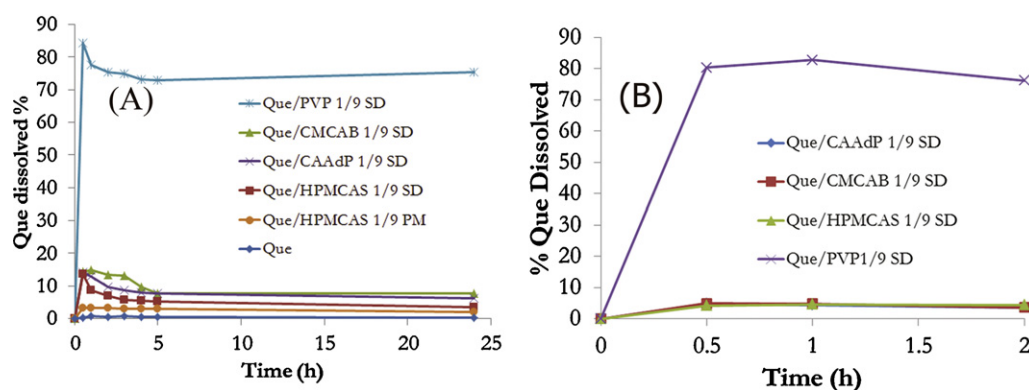 (A)
Que dissolved %
90
80
70
60
50
40
30
20
10
0
Que/PVP 1/9 SD
Que/CMCAB 1/9 SD
Que/CAAdP 1/9 SD
Que/HPMCAS 1/9 SD
Que/HPMCAS 1/9 PM
Que
0 5 10 15 20 25
Time (h)
(B)
% Que Dissolved
90
80
70
60
50
40
30
20
10
0
Que/CAAdP 1/9 SD
Que/CMCAB 1/9 SD
Que/HPMCAS 1/9 SD
Que/PVP1/9 SD
0 0.5 1 2
Time (h)